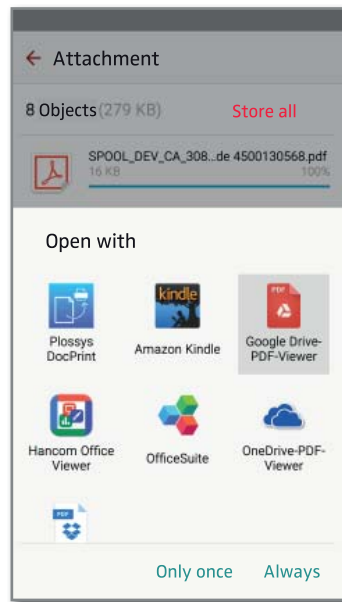 Attachment
8 Objects (279 KB) Store all
SPOOL_DEV_CA_308...de 4500130568.pdf
16 KB 100%
Open with
kindle
PDF
Plossys
DocPrint
Amazon Kindle
Google Drive-
PDF-Viewer
Hancom Office
Viewer
OfficeSuite
OneDrive-PDF-
Viewer
PDF
Only once Always